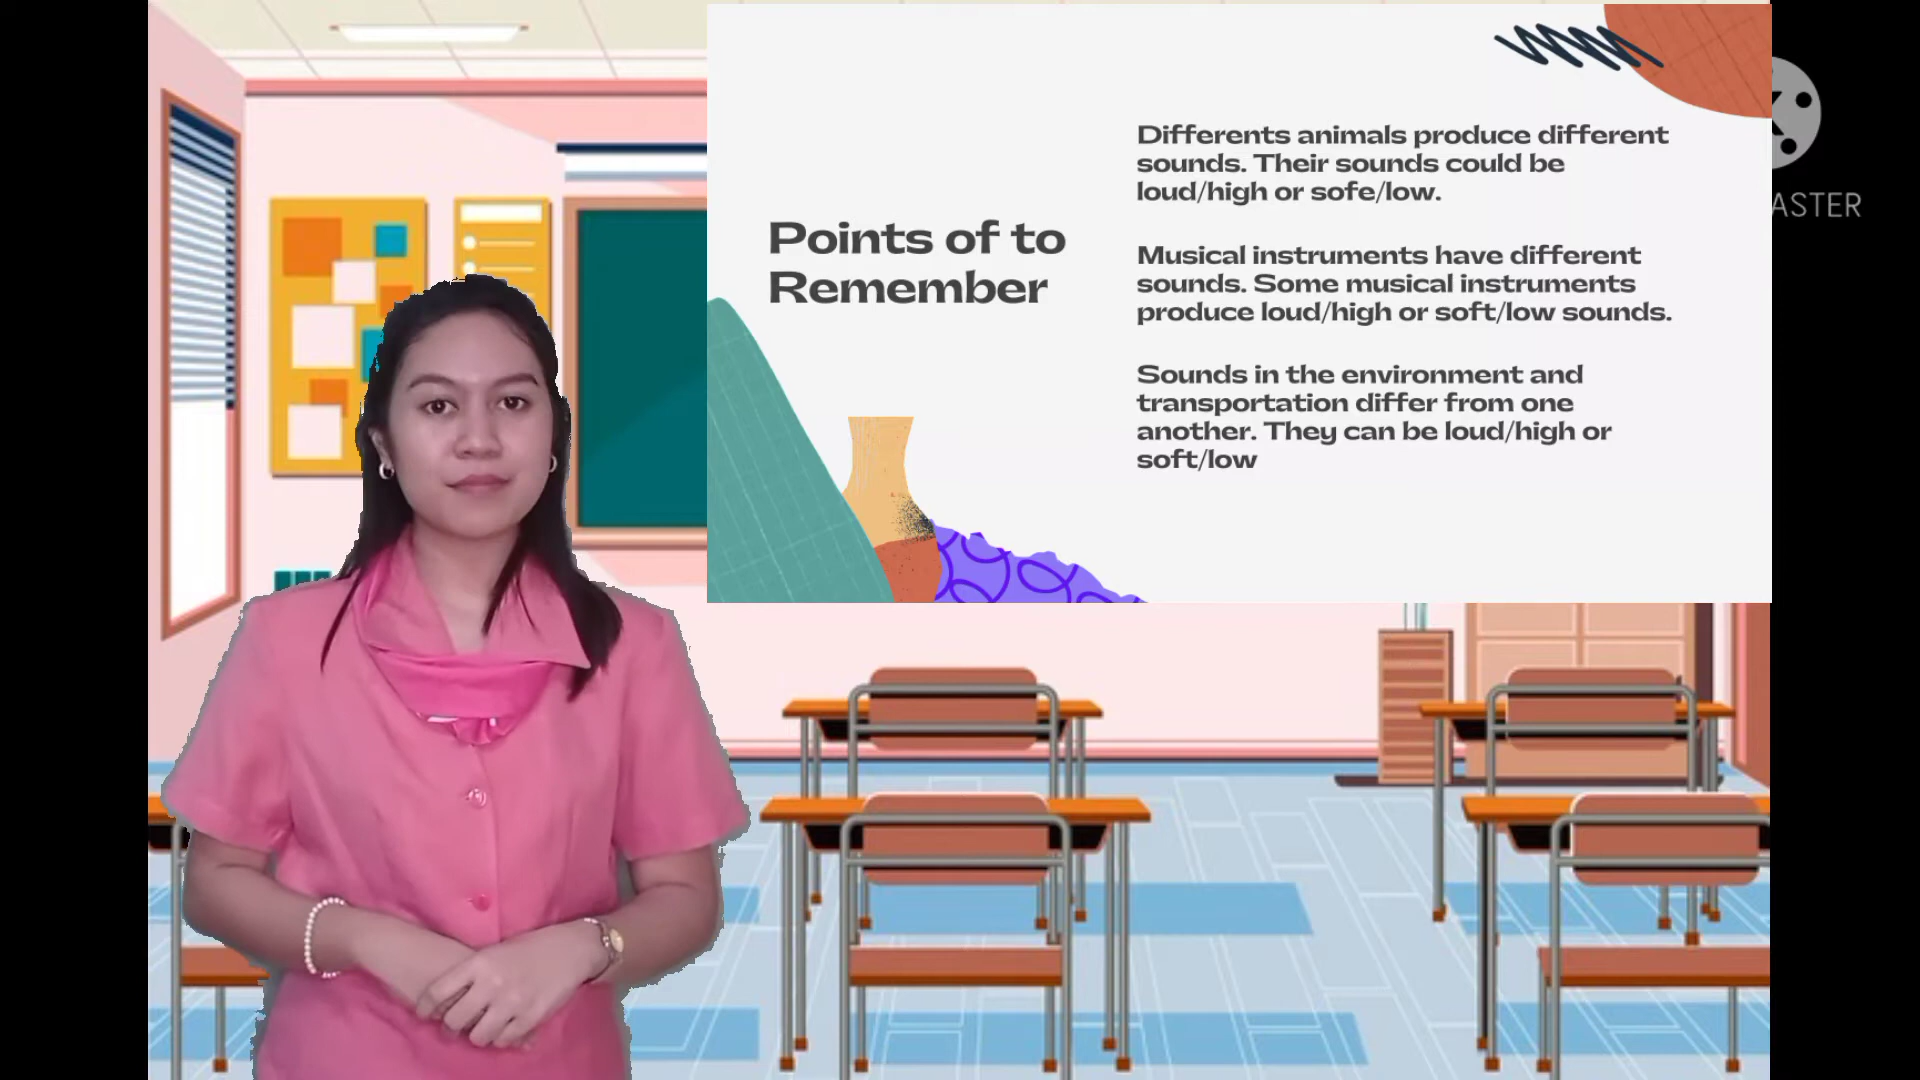 Points of to
Remember
Differents animals produce different
sounds. Their sounds could be
loud/high or sofe/low.
Musical instruments have different
sounds. Some musical instruments
produce loud/high or soft/low sounds.
Sounds in the environment and
transportation differ from one
another. They can be loud/high or
soft/low
ASTER